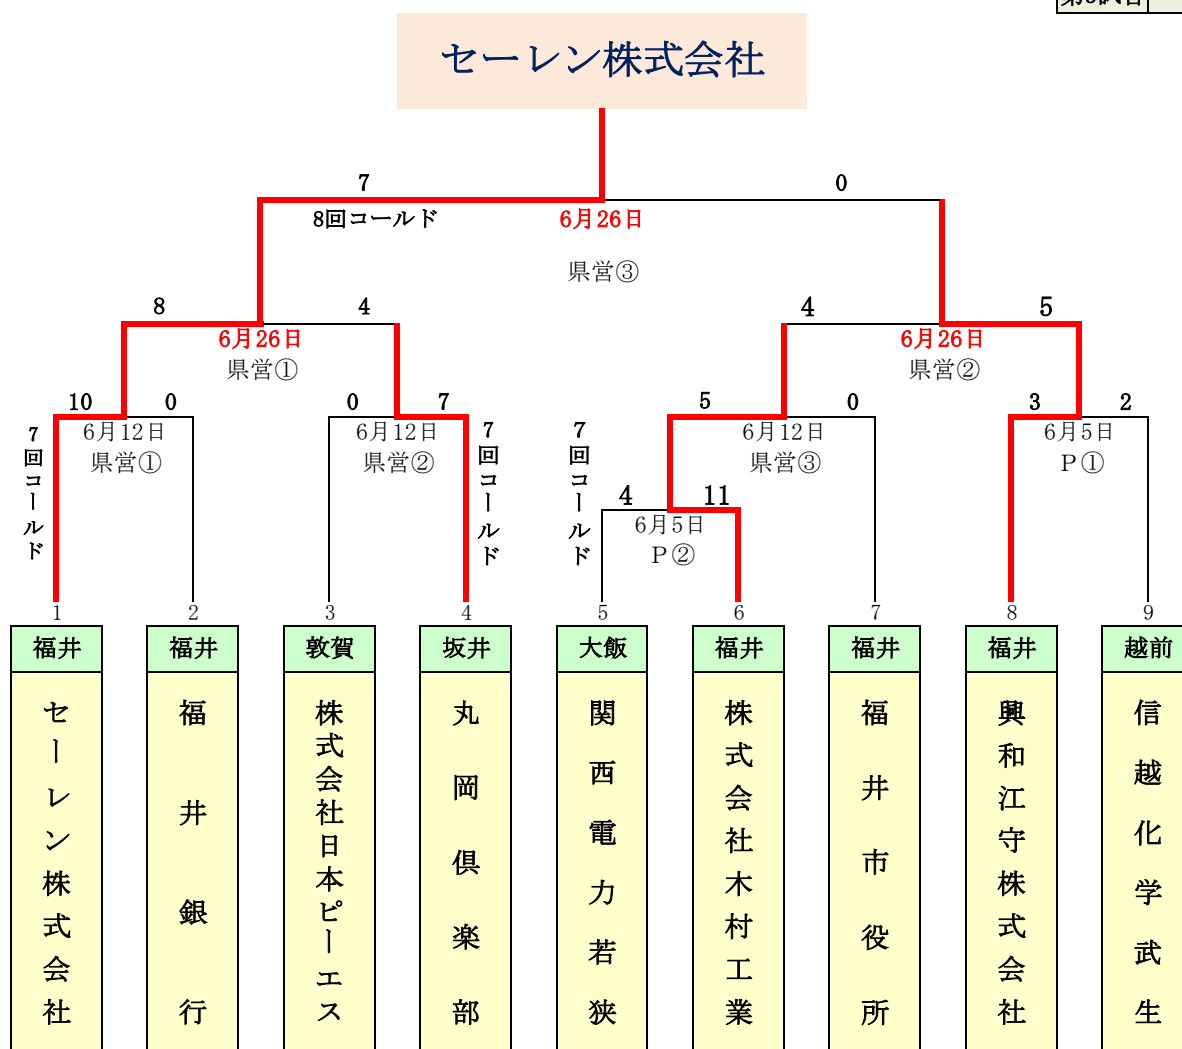 セーレン株式会社
7
0
8回コールド
6月26日
県営③
8
4
4
5
6月26日
6月26日
県営①
県営②
10
0
0
7
5
0
3
2
6月12日
6月12日
6月12日
6月5日
県営①
県営②
県営③
P①
7回コールド
7回コールド
7回コールド
4
11
6月5日
P②
1
2
3
4
5
6
7
8
9
福井
福井
敦賀
坂井
大飯
福井
福井
福井
越前
セーレン株式会社
福井銀行
株式会社日本ピーエス
丸岡倶楽部
関西電力若狭
株式会社木村工業
福井市役所
興和江守株式会社
信越化学武生